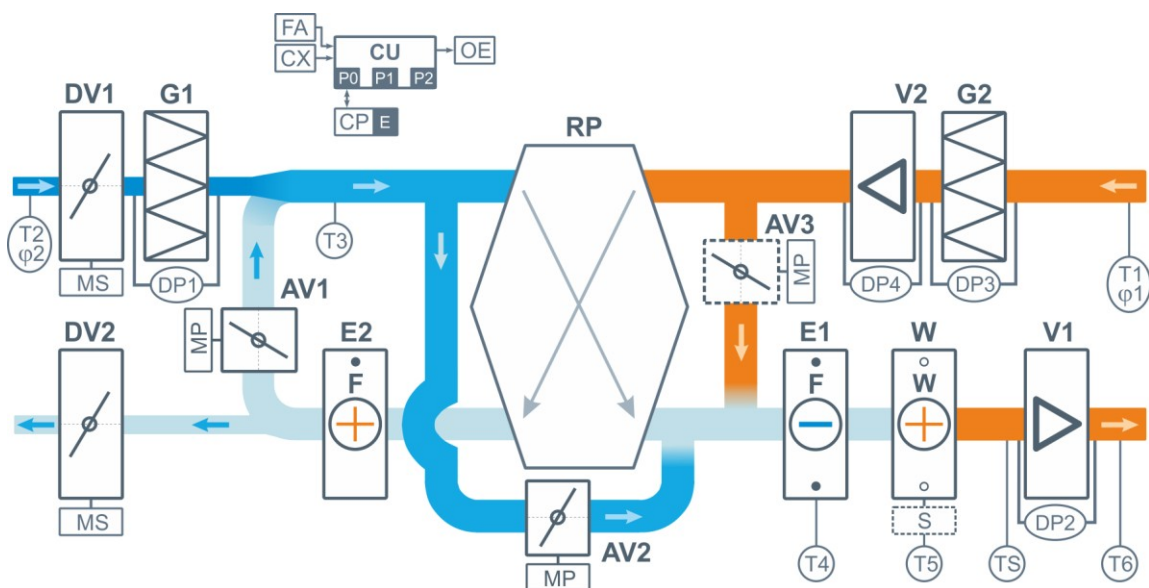 FA
CX
CU
OE
P0 P1 P2
CP E
DV1
G1
RP
V2
G2
T2
φ2
T3
MS
DP1
AV1
MP
AV3
MP
DP4
DP3
T1
φ1
DV2
E2
F
E1
F
W
W
V1
MS
AV2
MP
S
DP2
T4
T5
TS
T6